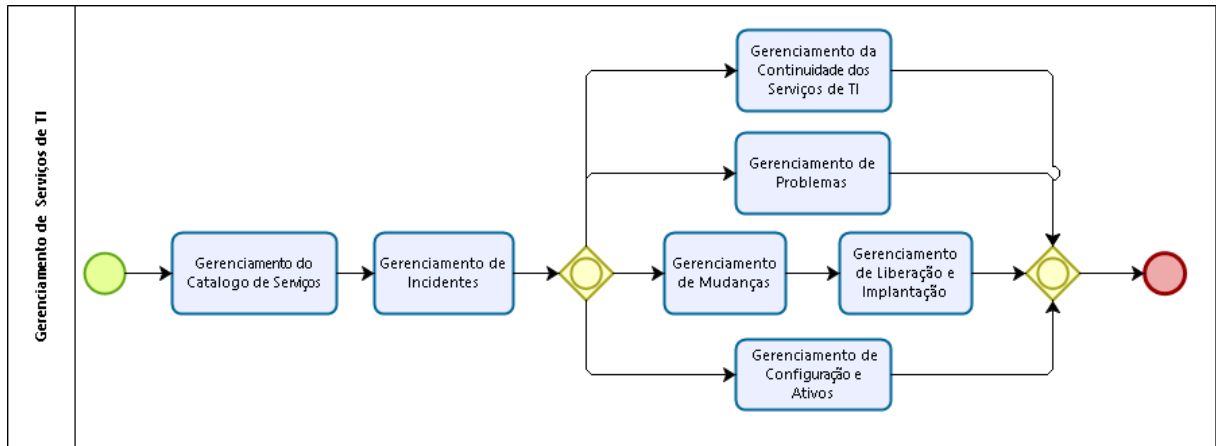 Gerenciamento de Serviços de TI
Gerenciamento do
Catalogo de Serviços
Gerenciamento de
Incidentes
Gerenciamento da
Continuidade dos
Serviços de TI
Gerenciamento de
Problemas
Gerenciamento
de Mudanças
Gerenciamento
de Liberação e
Implantação
Gerenciamento de
Configuração e
Ativos